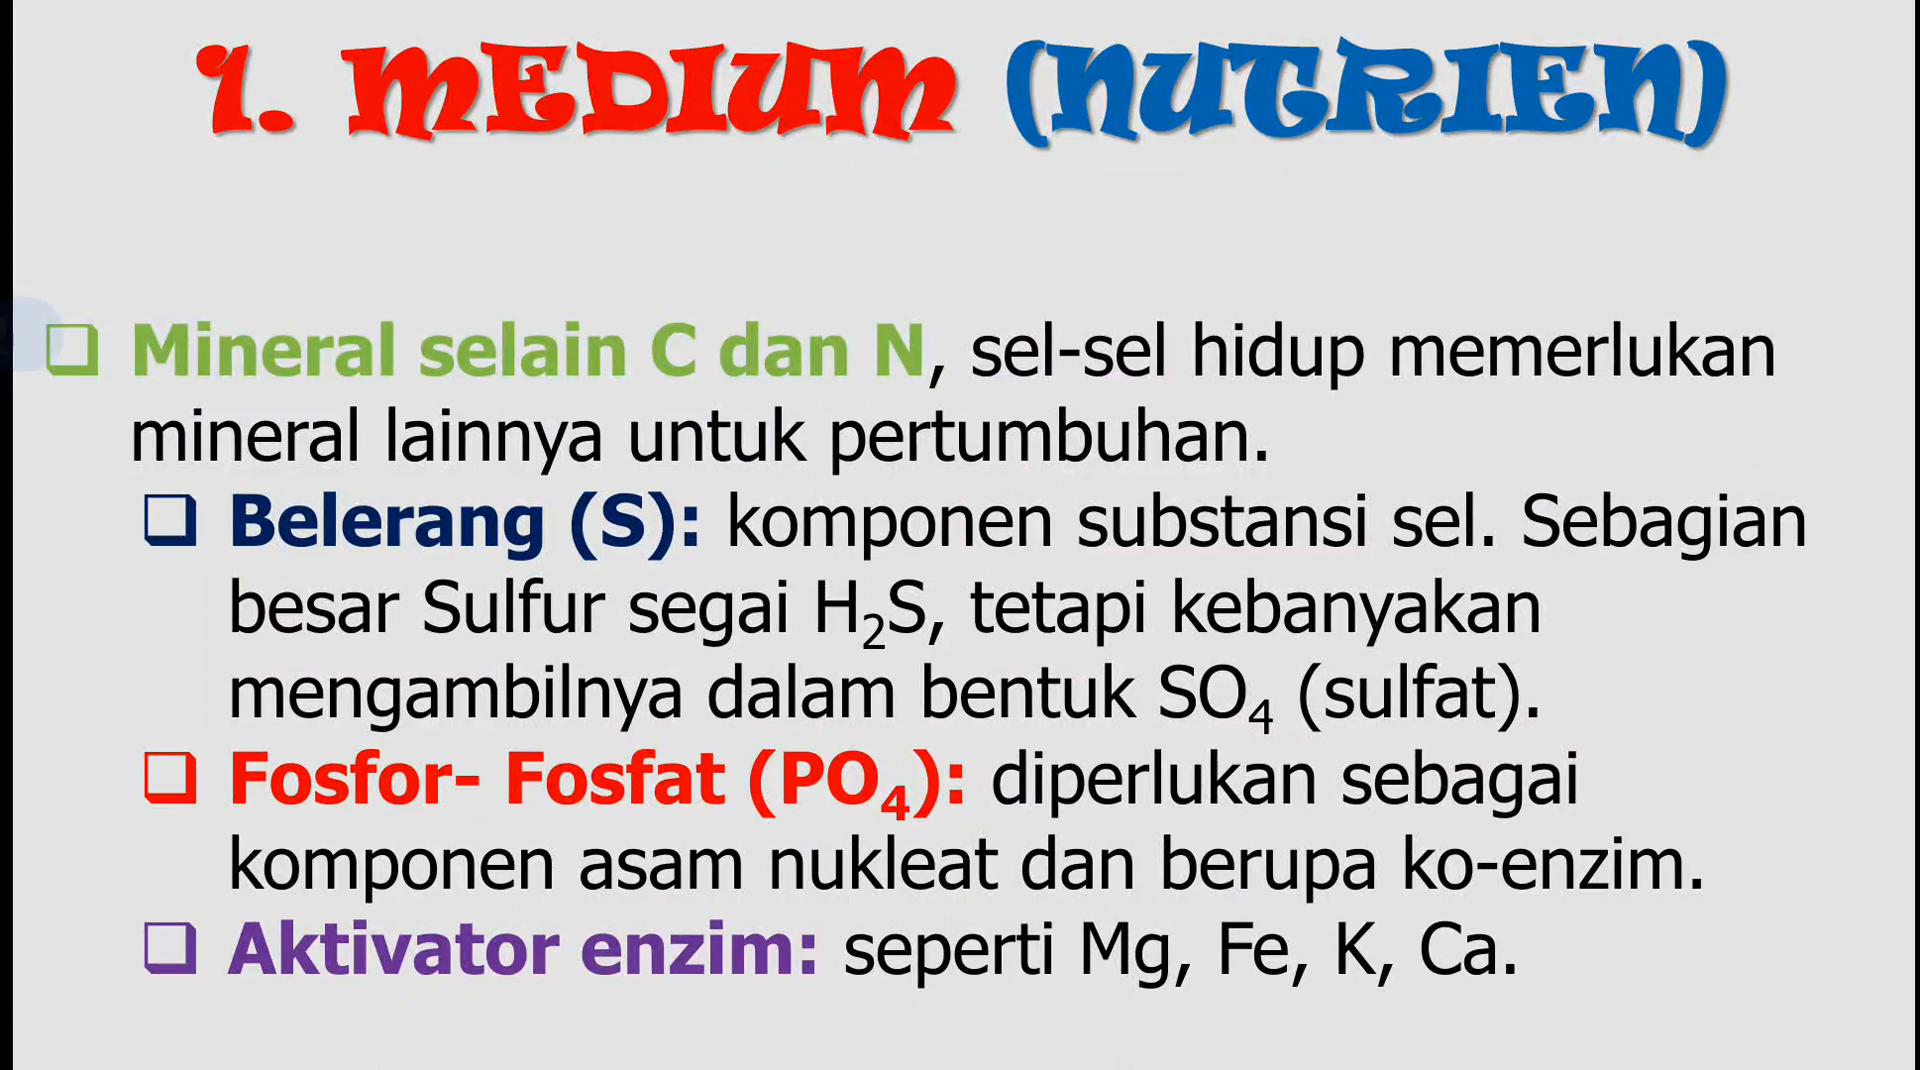 1. MEDIUM (NUTRIEN)
❑ Mineral selain C dan N, sel-sel hidup memerlukan
mineral lainnya untuk pertumbuhan.
❑ Belerang (S): komponen substansi sel. Sebagian
besar Sulfur segai H₂S, tetapi kebanyakan
mengambilnya dalam bentuk SO₄ (sulfat).
❑ Fosfor- Fosfat (PO₄): diperlukan sebagai
komponen asam nukleat dan berupa ko-enzim.
❑ Aktivator enzim: seperti Mg, Fe, K, Ca.